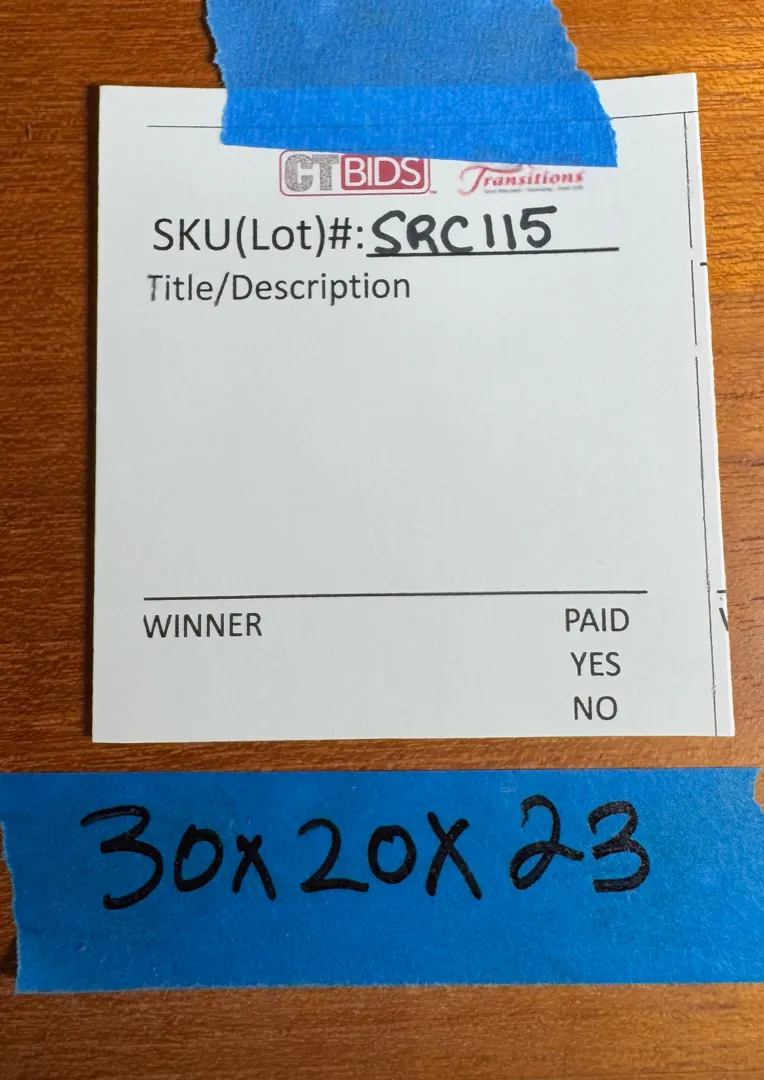 CTBIDS
Transitions
SKU(Lot)#: SRC115
Title/Description
WINNER PAID
YES
NO
30x20x23